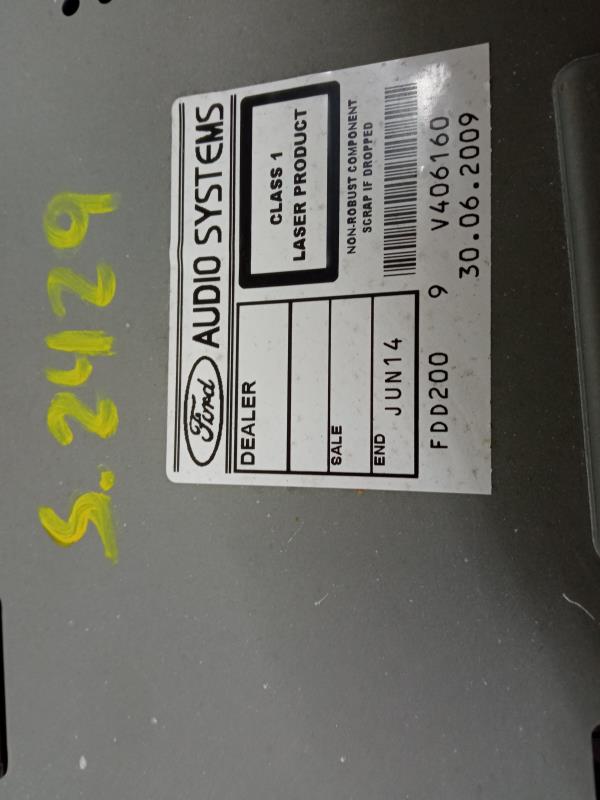 S.2429
Ford AUDIO SYSTEMS
DEALER
SALE
END JUN14
CLASS 1
LASER PRODUCT
NON-ROBUST COMPONENT
SCRAP IF DROPPED
FDD200 9 V406160
30.06.2009